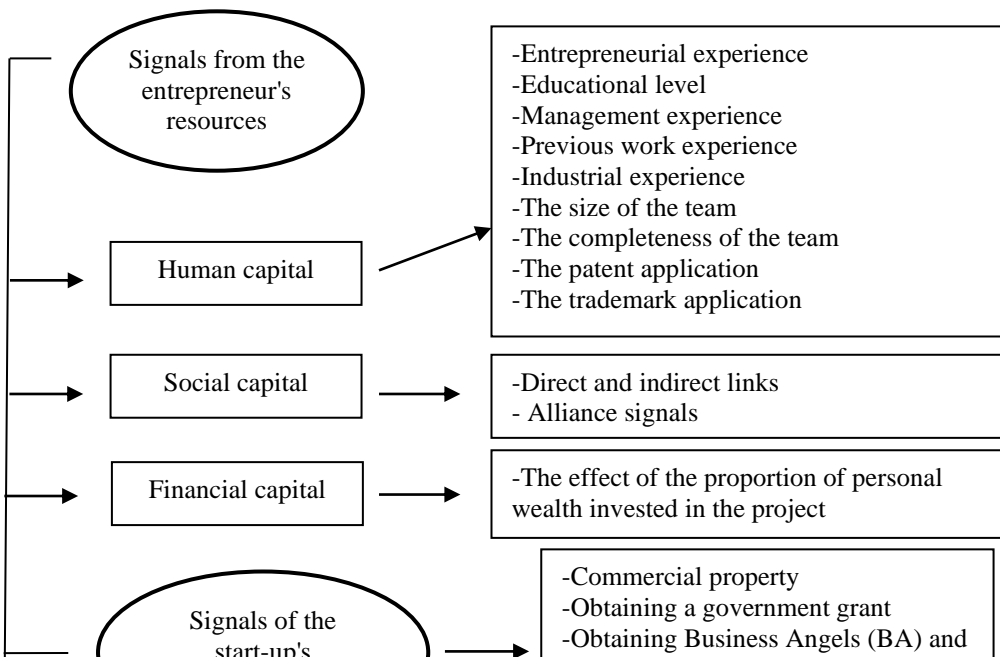 Signals from the
entrepreneur's
resources
-Entrepreneurial experience
-Educational level
-Management experience
-Previous work experience
-Industrial experience
-The size of the team
-The completeness of the team
-The patent application
-The trademark application
Human capital
Social capital
-Direct and indirect links
- Alliance signals
Financial capital
-The effect of the proportion of personal
wealth invested in the project
Signals of the
start-up's
-Commercial property
-Obtaining a government grant
-Obtaining Business Angels (BA) and